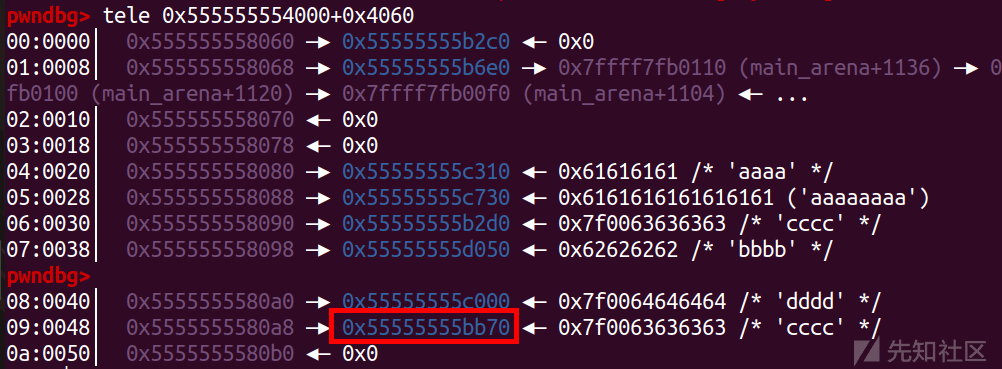 pwndbg> tele 0x555555554000+0x4060
00:0000│  0x555555558060 —▸ 0x55555555b2c0 ◂— 0x0
01:0008│  0x555555558068 —▸ 0x55555555b6e0 —▸ 0x7ffff7fb0110 (main_arena+1136) —▸ 0
fb0100 (main_arena+1120) —▸ 0x7ffff7fb00f0 (main_arena+1104) ◂— ...
02:0010│  0x555555558070 ◂— 0x0
03:0018│  0x555555558078 ◂— 0x0
04:0020│  0x555555558080 —▸ 0x55555555c310 ◂— 0x61616161 /* 'aaaa' */
05:0028│  0x555555558088 —▸ 0x55555555c730 ◂— 0x6161616161616161 ('aaaaaaaa')
06:0030│  0x555555558090 —▸ 0x55555555b2d0 ◂— 0x7f0063636363 /* 'cccc' */
07:0038│  0x555555558098 —▸ 0x55555555d050 ◂— 0x62626262 /* 'bbbb' */
pwndbg>
08:0040│  0x5555555580a0 —▸ 0x55555555c000 ◂— 0x7f0064646464 /* 'dddd' */
09:0048│  0x5555555580a8 —▸ 0x55555555bb70 ◂— 0x7f0063636363 /* 'cccc' */
0a:0050│  0x5555555580b0 ◂— 0x0
先知社区